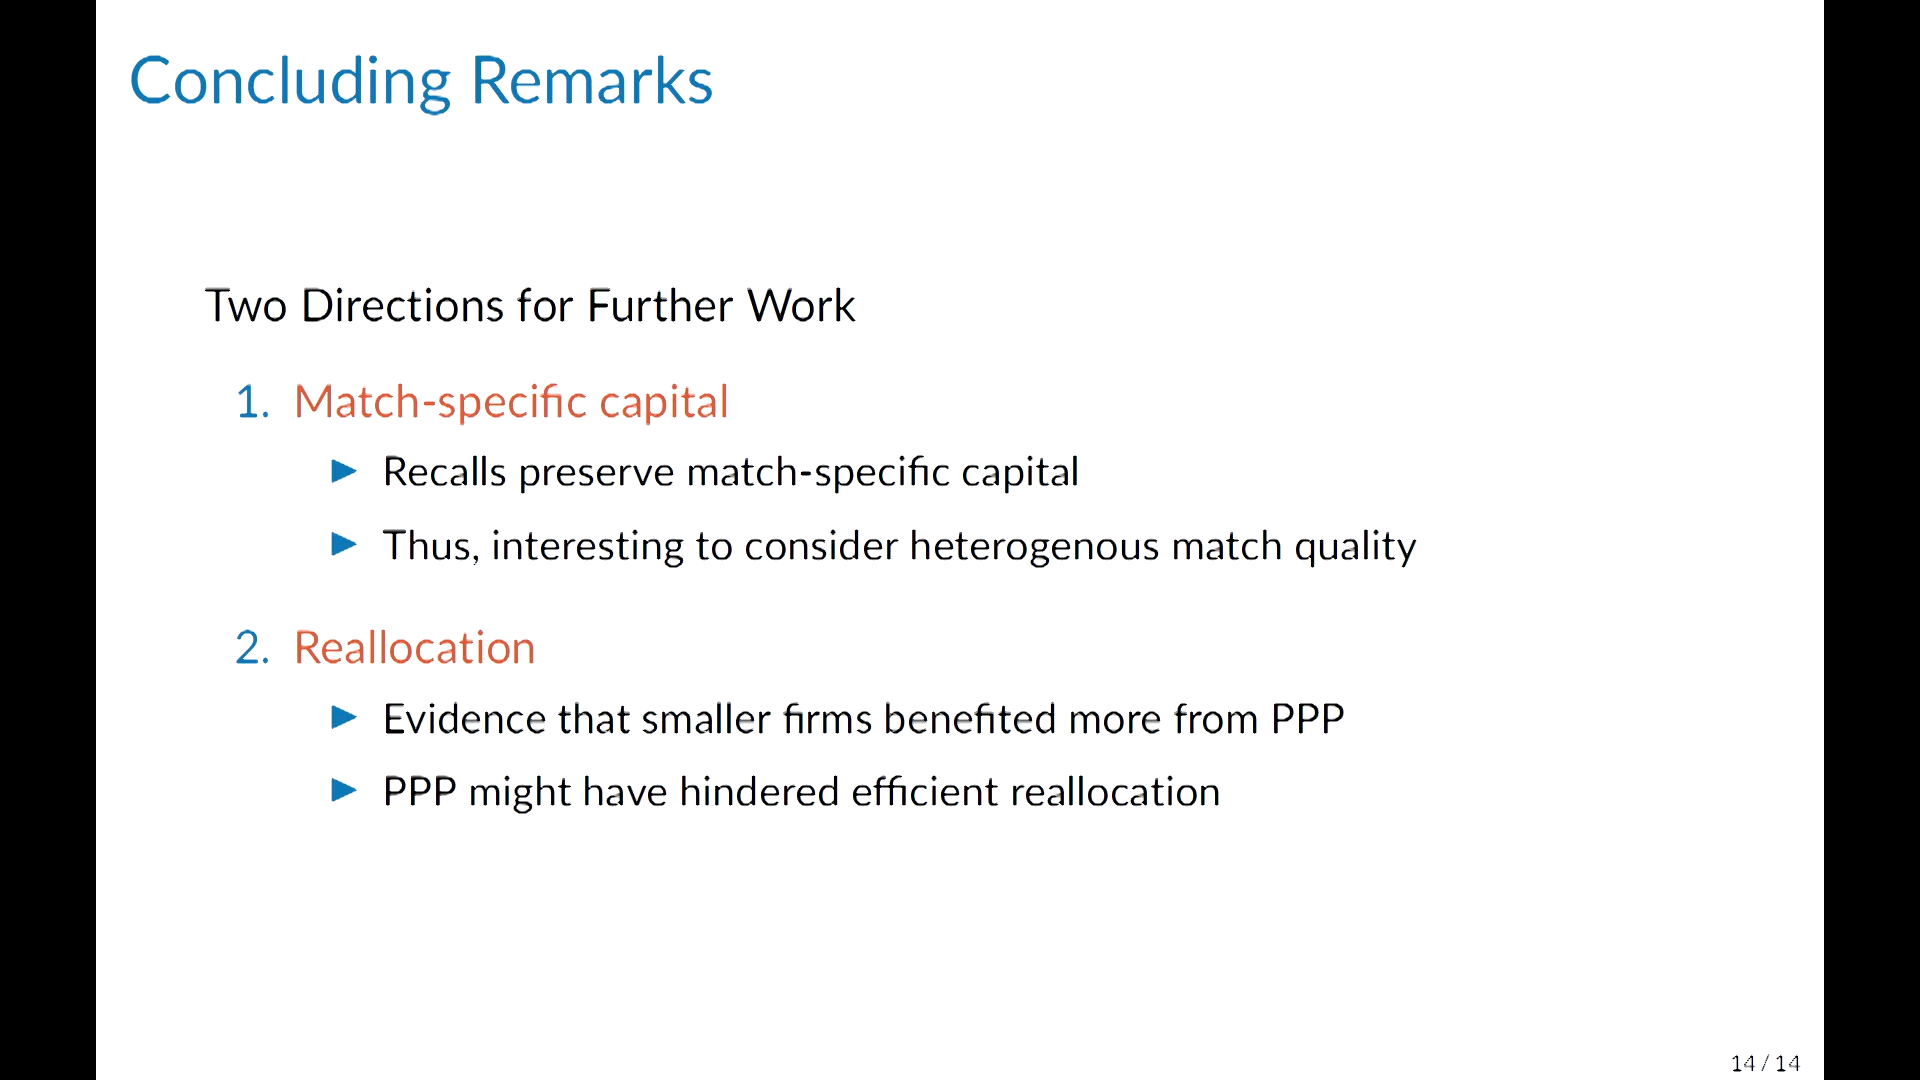 Concluding Remarks
Two Directions for Further Work
1. Match-specific capital
▶ Recalls preserve match-specific capital
▶ Thus, interesting to consider heterogenous match quality
2. Reallocation
▶ Evidence that smaller firms benefited more from PPP
▶ PPP might have hindered efficient reallocation
14 / 14